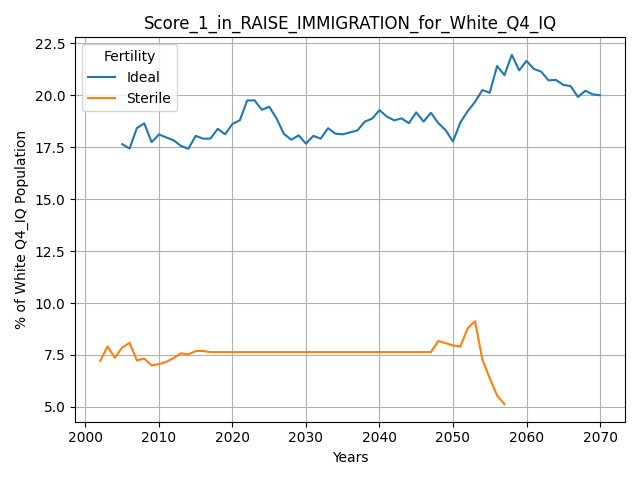 Score_1_in_RAISE_IMMIGRATION_for_White_Q4_IQ
Fertility
Ideal
Sterile
% of White Q4_IQ Population
22.5
20.0
17.5
15.0
12.5
10.0
7.5
5.0
2000 2010 2020 2030 2040 2050 2060 2070
Years